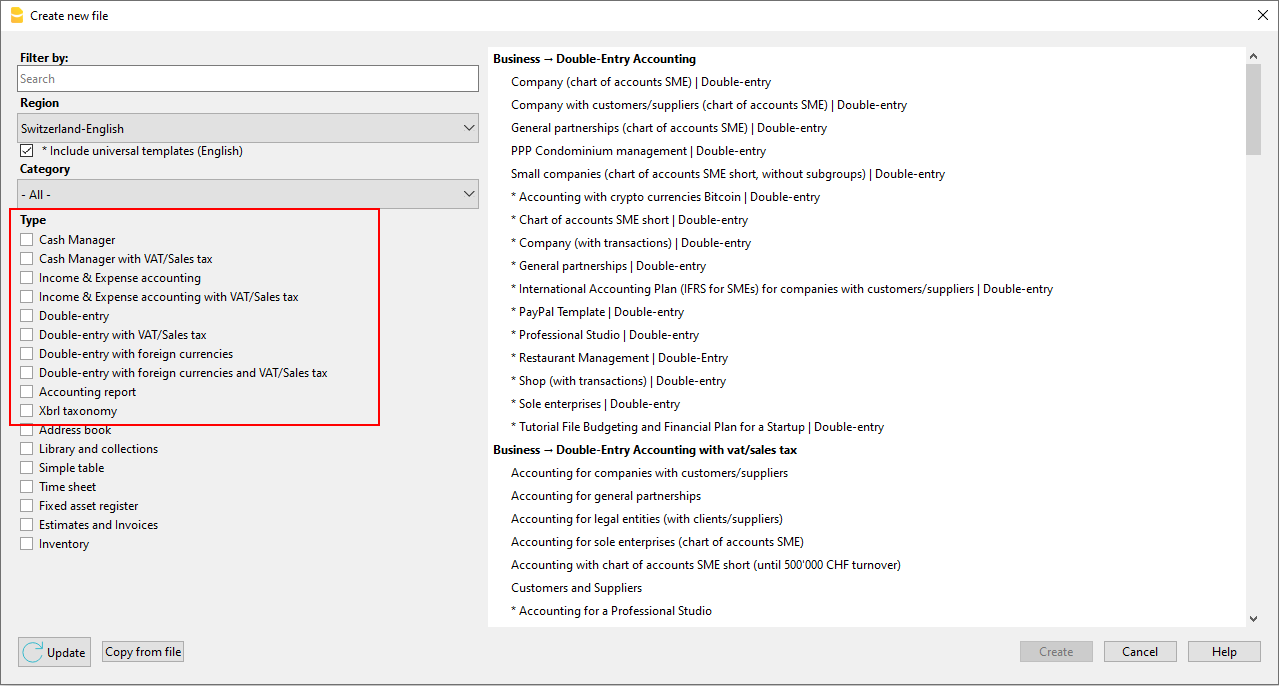 Create new file
Filter by:
Search
Region
Switzerland-English
* Include universal templates (English)
Category
- All -
Type
Cash Manager
Cash Manager with VAT/Sales tax
Income & Expense accounting
Income & Expense accounting with VAT/Sales tax
Double-entry
Double-entry with VAT/Sales tax
Double-entry with foreign currencies
Double-entry with foreign currencies and VAT/Sales tax
Accounting report
Xbrl taxonomy
Address book
Library and collections
Simple table
Time sheet
Fixed asset register
Estimates and Invoices
Inventory
Business → Double-Entry Accounting
Company (chart of accounts SME) | Double-entry
Company with customers/suppliers (chart of accounts SME) | Double-entry
General partnerships (chart of accounts SME) | Double-entry
PPP Condominium management | Double-entry
Small companies (chart of accounts SME short, without subgroups) | Double-entry
* Accounting with crypto currencies Bitcoin | Double-entry
* Chart of accounts SME short | Double-entry
* Company (with transactions) | Double-entry
* General partnerships | Double-entry
* International Accounting Plan (IFRS for SMEs) for companies with customers/suppliers | Double-entry
* PayPal Template | Double-entry
* Professional Studio | Double-entry
* Restaurant Management | Double-Entry
* Shop (with transactions) | Double-entry
* Sole enterprises | Double-entry
* Tutorial File Budgeting and Financial Plan for a Startup | Double-entry
Business → Double-Entry Accounting with vat/sales tax
Accounting for companies with customers/suppliers
Accounting for general partnerships
Accounting for legal entities (with clients/suppliers)
Accounting for sole enterprises (chart of accounts SME)
Accounting with chart of accounts SME short (until 500'000 CHF turnover)
Customers and Suppliers
* Accounting for a Professional Studio
Update
Copy from file
Create
Cancel
Help